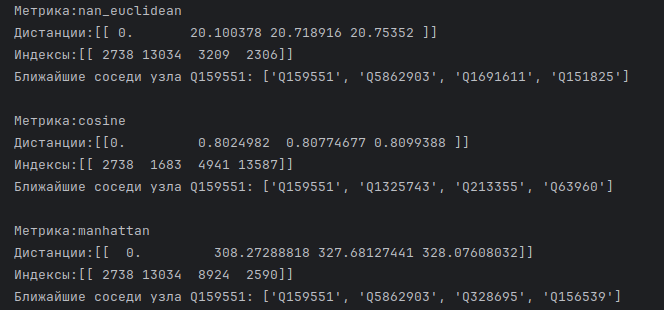 Метрика:nan_euclidean
Дистанции:[[ 0.       20.100378 20.718916 20.75352 ]]
Индексы:[[ 2738 13034  3209  2306]]
Ближайшие соседи узла Q159551: ['Q159551', 'Q5862903', 'Q1691611', 'Q151825']
Метрика:cosine
Дистанции:[[0.         0.8024982  0.80774677 0.8099388 ]]
Индексы:[[ 2738  1683  4941 13587]]
Ближайшие соседи узла Q159551: ['Q159551', 'Q1325743', 'Q213355', 'Q63960']
Метрика:manhattan
Дистанции:[[  0.         308.27288818 327.68127441 328.07608032]]
Индексы:[[ 2738 13034  8924  2590]]
Ближайшие соседи узла Q159551: ['Q159551', 'Q5862903', 'Q328695', 'Q156539']